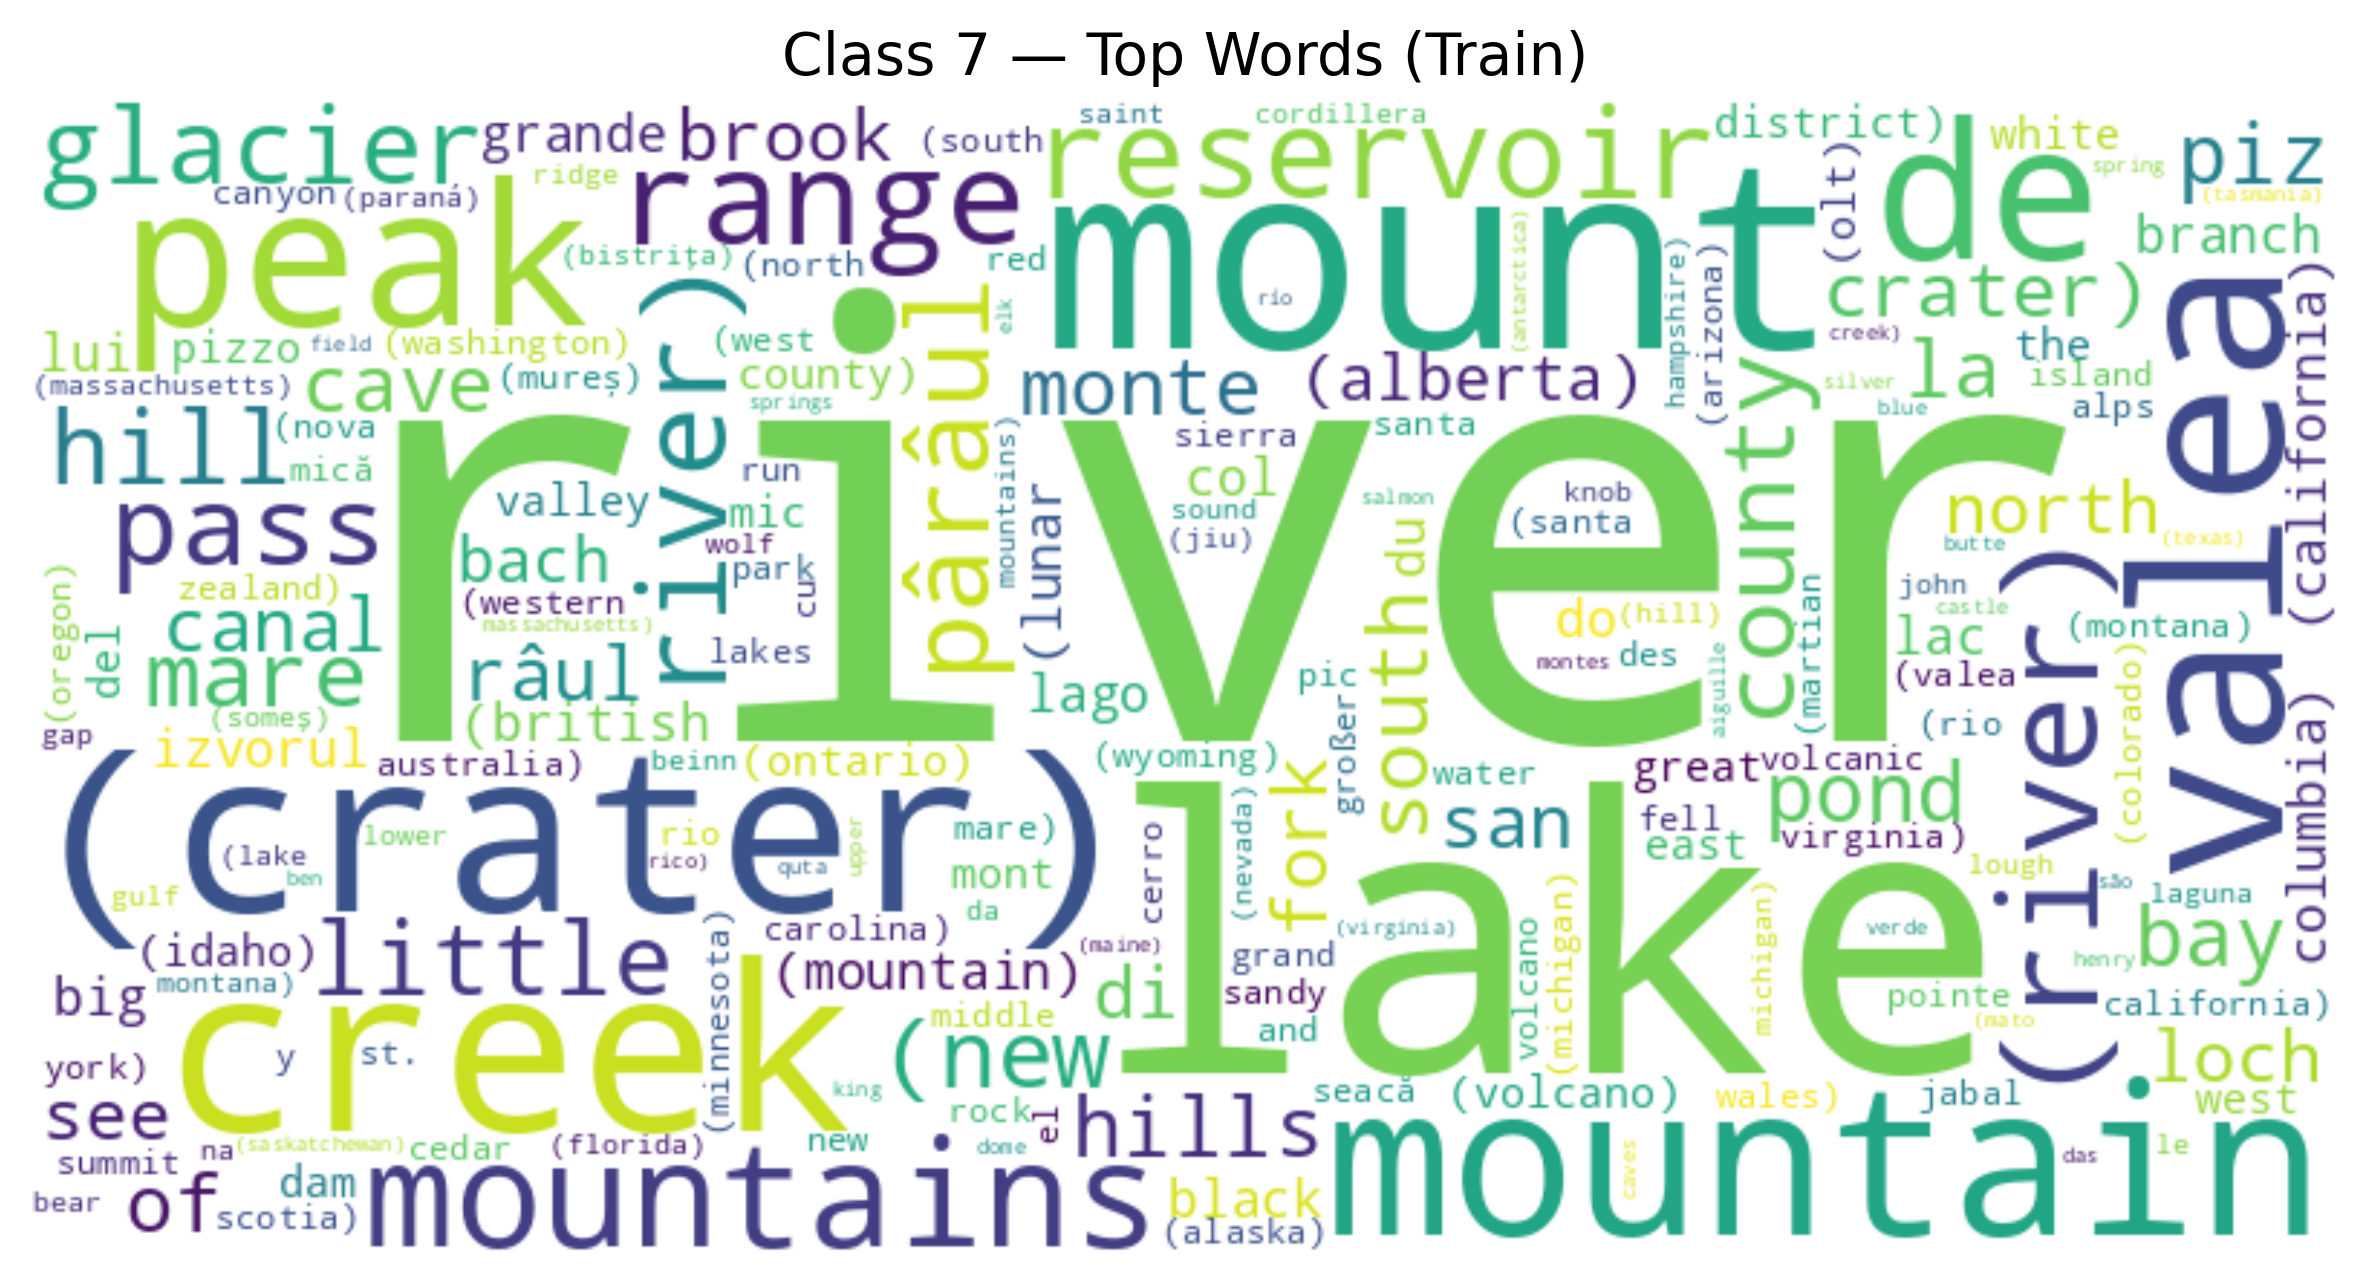 Class 7 — Top Words (Train)
glacier
grande
brook
(south
saint
cordillera
reservoir
district)
white
spring
piz
(tasmania)
canyon
(paraná)
ridge
range
peak
mount
(olt)
de
branch
(bistrița)
(north
red
elk
rio
(antarctica)
hampshire)
(arizona)
crater)
creek)
the
island
alps
(california)
lui
pizzo
field
(washington)
(west
county)
springs
pârâul
monte
(alberta)
county
silver
la
blue
valea
(massachusetts)
cave
(mureș)
river)
hill
(nova
mică
pass
valley
run
mic
wolf
park
cu
bach
(western
massachusetts)
râul
lakes
(british
river
mountains)
(lunar
sierra
col
sound
(jiu)
santa
salmon
knob
(santa
du
south
do
(hill)
montes
des
aiguille
(martian
north
butte
(texas)
john
castle
lac
(valea
(rio
(montana)
(river)
(colorado)
columbia)
(oregon)
zealand)
canal
del
mare
(someș)
gap
izvorul
australia)
beinn
(ontario)
lago
pic
großer
(wyoming)
(nevada)
fork
water
san
great
volcanic
pond
fell
east
virginia)
lough
são
laguna
bay
henry
(crater)
(lake
ben
lower
rio
rico)
quta
upper
mare)
mont
da
cerro
gulf
carolina)
(maine)
(virginia)
grand
sandy
and
di
lake
volcano
(michigan)
michigan)
verde
pointe
(mato
california)
(idaho)
little
(minnesota)
(mountain)
big
montana)
middle
(new
creek
y
st.
king
york)
see
rock
el
hills
seacă
(volcano)
wales)
jabal
loch
west
le
summit
na
(saskatchewan)
cedar
(florida)
new
dome
bear
of
dam
scotia)
mountains
black
(alaska)
mountain
caves
das